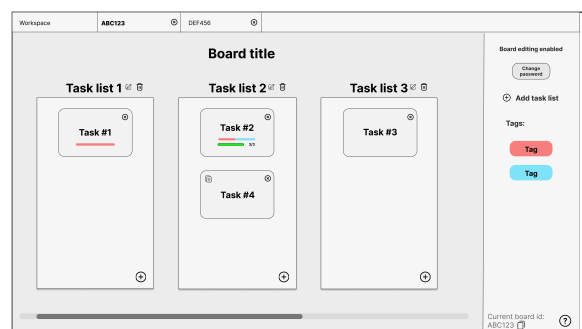 Workspace
ABC123
DEF456
Board title
Board editing enabled
Change
password
Add task list
Tags:
Tag
Tag
Task list 1
Task list 2
Task list 3
Task #1
Task #2
3/3
Task #3
Task #4
Current board id:
ABC123
?